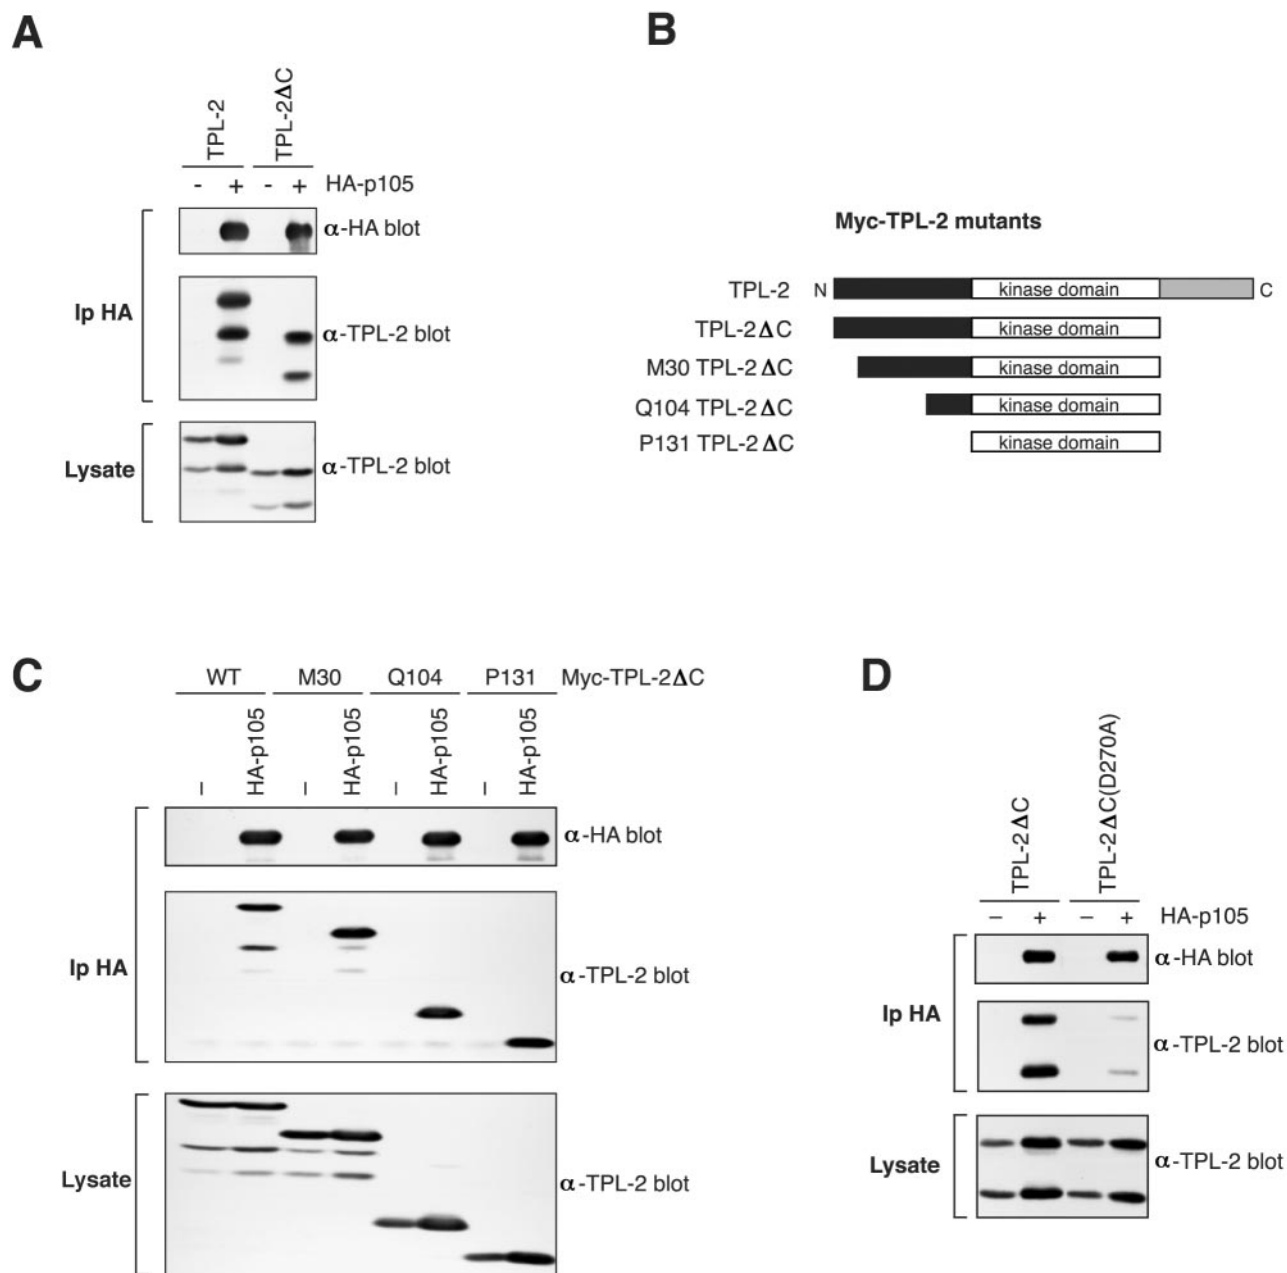 A
TPL-2
TPL-2ΔC
- + - + HA-p105
Ip HA
α-HA blot
α-TPL-2 blot
Lysate
α-TPL-2 blot
B
Myc-TPL-2 mutants
TPL-2 N kinase domain C
TPL-2ΔC kinase domain
M30 TPL-2ΔC kinase domain
Q104 TPL-2ΔC kinase domain
P131 TPL-2ΔC kinase domain
C
WT M30 Q104 P131 Myc-TPL-2ΔC
– HA-p105 – HA-p105 – HA-p105 – HA-p105
Ip HA
α-HA blot
α-TPL-2 blot
Lysate
α-TPL-2 blot
D
TPL-2ΔC
TPL-2ΔC(D270A)
– + – + HA-p105
Ip HA
α-HA blot
α-TPL-2 blot
Lysate
α-TPL-2 blot